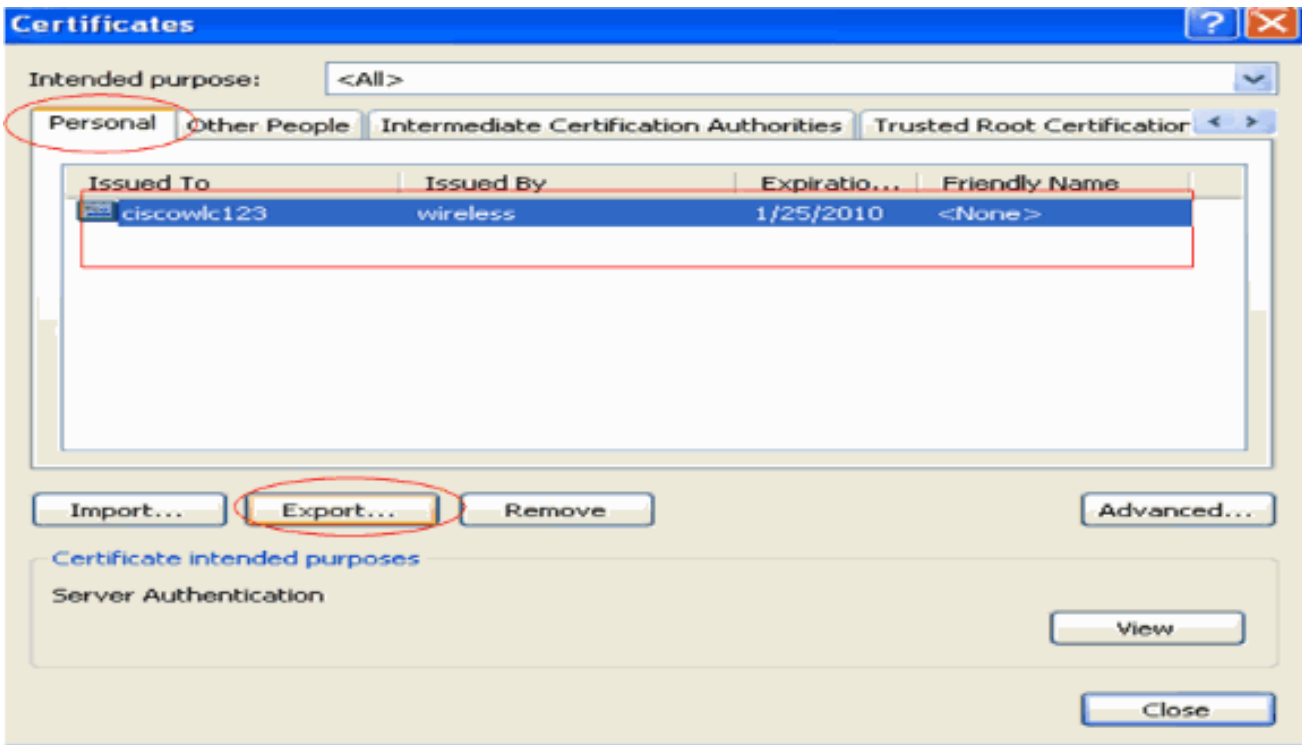 Certificates
Intended purpose: <All>
Personal Other People Intermediate Certification Authorities Trusted Root Certification
Issued To Issued By Expiratio... Friendly Name
ciscowlc123 wireless 1/25/2010 <None>
Import... Export... Remove Advanced...
Certificate intended purposes
Server Authentication
View
Close